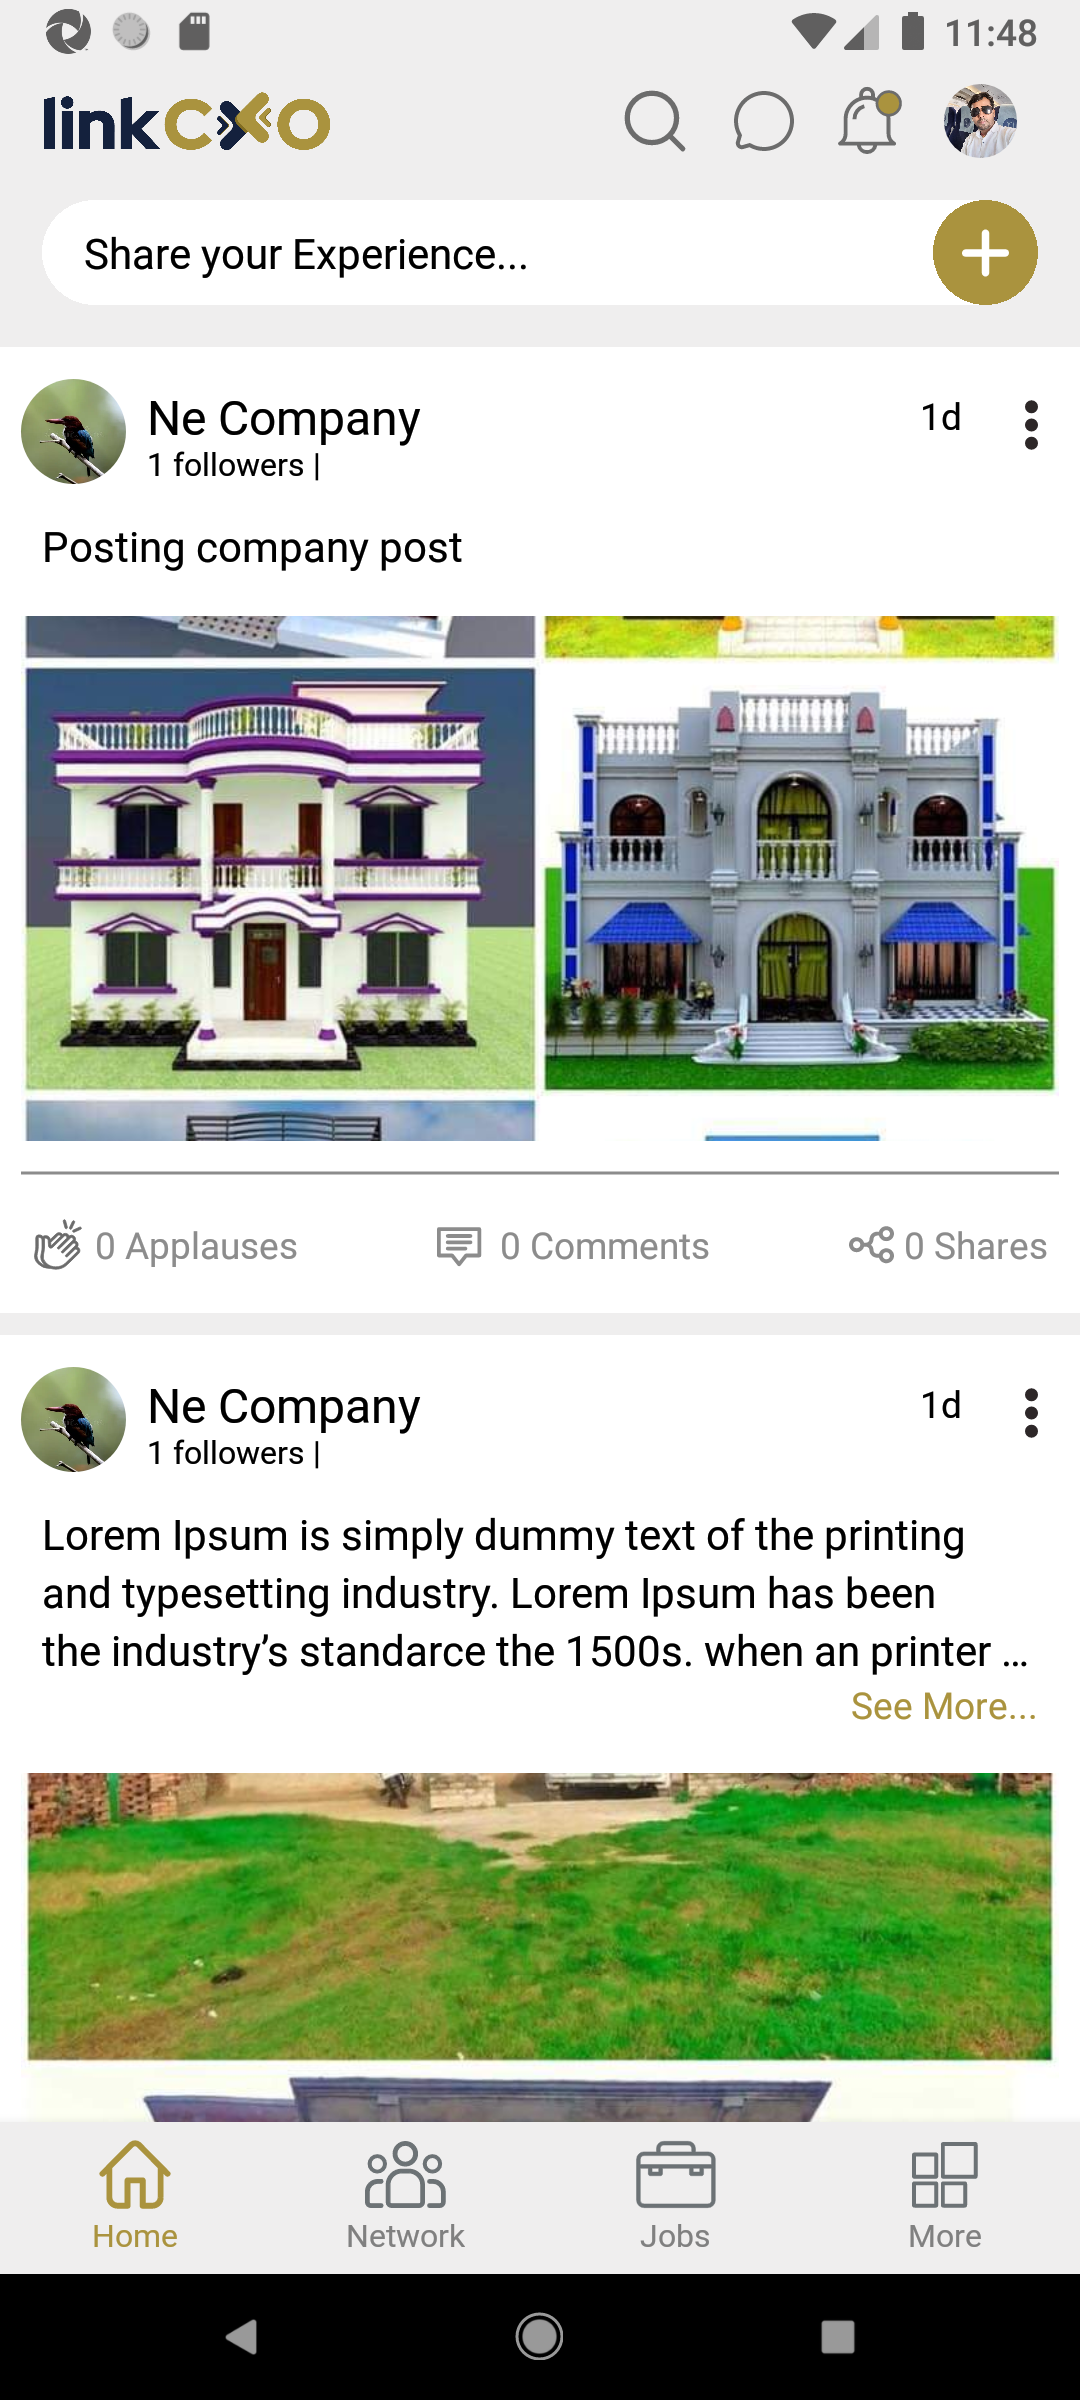 11:48
linkCXO
Share your Experience...
Ne Company
1d
1 followers |
Posting company post
0 Applauses
0 Comments
0 Shares
Ne Company
1d
1 followers |
Lorem Ipsum is simply dummy text of the printing
and typesetting industry. Lorem Ipsum has been
the industry’s standarce the 1500s. when an printer ...
See More...
Home
Network
Jobs
More